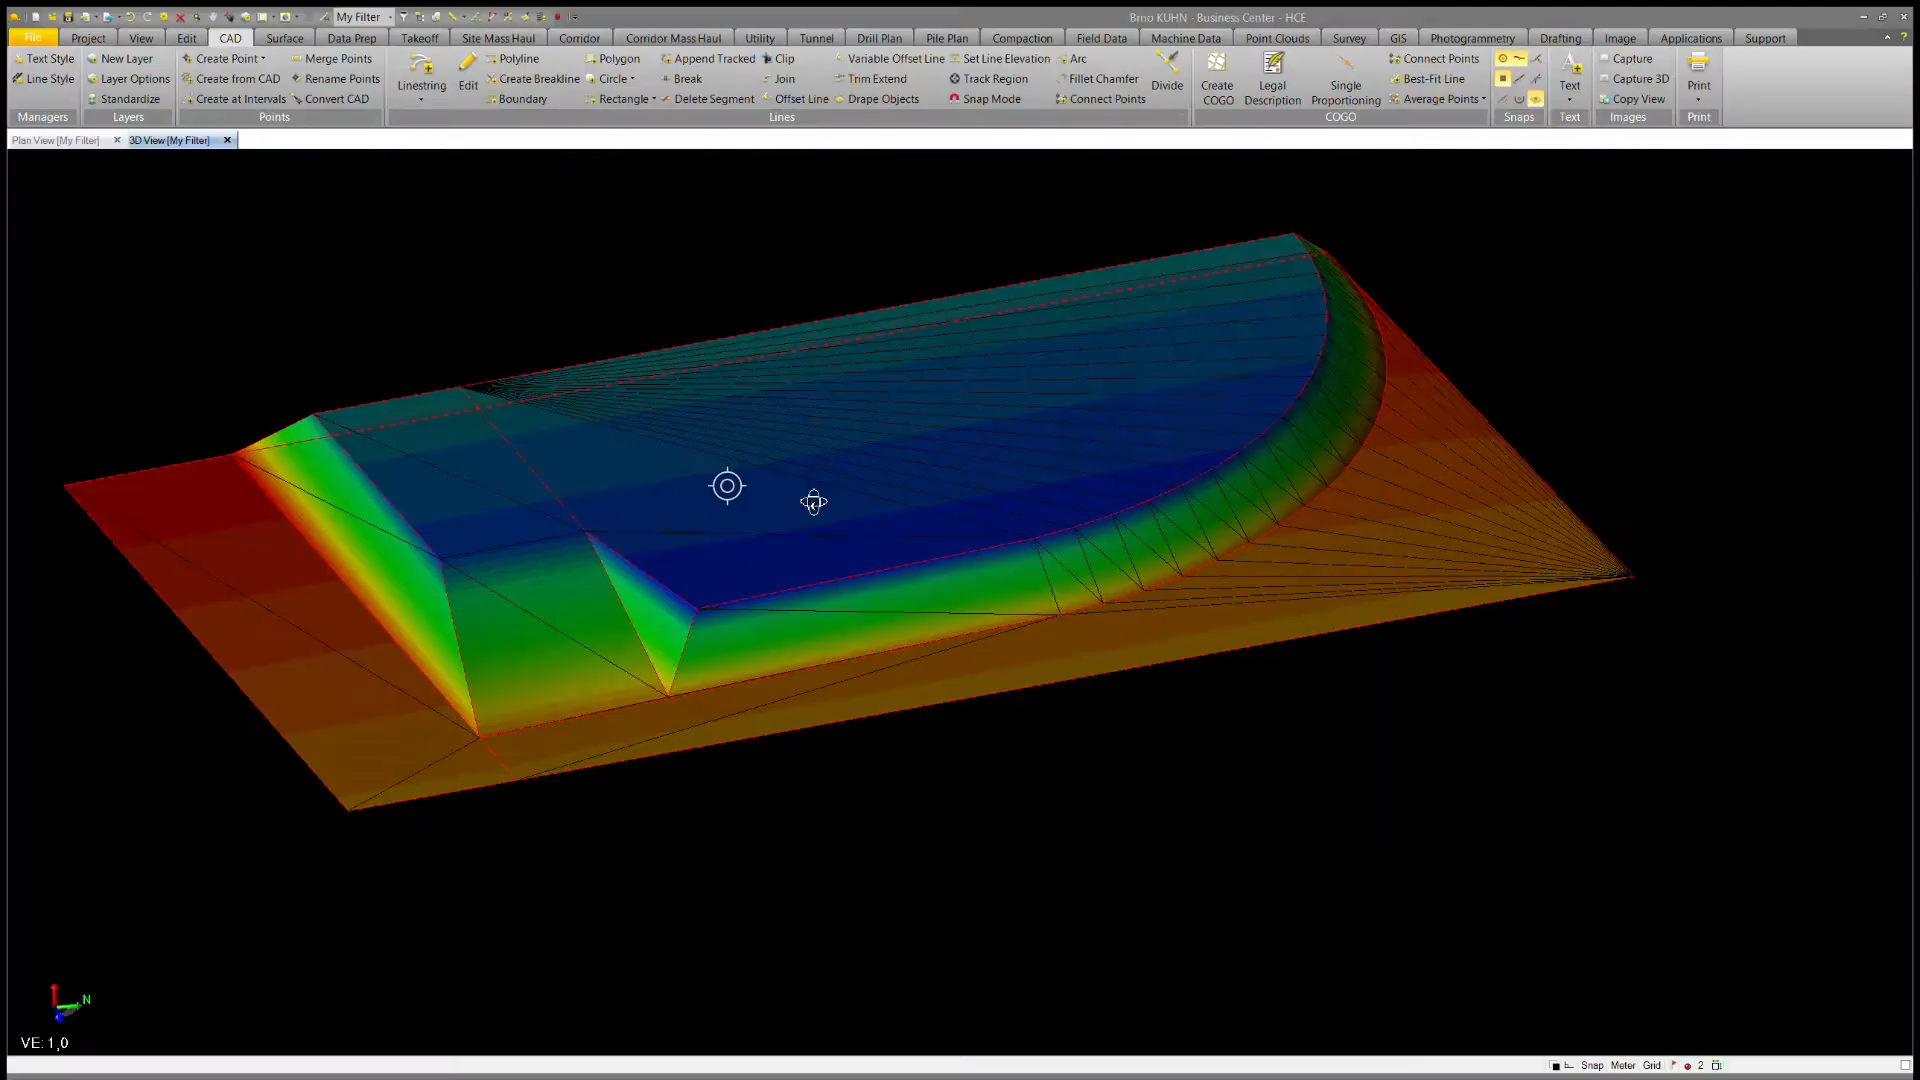 My Filter
Brno KUHN - Business Center - HCE
File Project View Edit CAD Surface Data Prep Takeoff Site Mass Haul Corridor Corridor Mass Haul Utility Tunnel Drill Plan Pile Plan Compaction Field Data Machine Data Point Clouds Survey GIS Photogrammetry Drafting Image Applications Support
Text Style
Line Style
Managers
New Layer
Layer Options
Standardize
Layers
Create Point
Create from CAD
Create at Intervals
Merge Points
Rename Points
Convert CAD
Points
Linestring
Edit
Polyline
Create Breakline
Boundary
Polygon
Circle
Rectangle
Append Tracked
Break
Delete Segment
Clip
Join
Offset Line
Variable Offset Line
Trim Extend
Drape Objects
Set Line Elevation
Track Region
Snap Mode
Arc
Fillet Chamfer
Connect Points
Divide
Lines
Create
COGO
Legal
Description
Single
Proportioning
Connect Points
Best-Fit Line
Average Points
COGO
Snaps
Text
Text
Capture
Capture 3D
Copy View
Images
Print
Print
Plan View [My Filter]
3D View [My Filter]
N
VE: 1,0
Snap Meter Grid 2